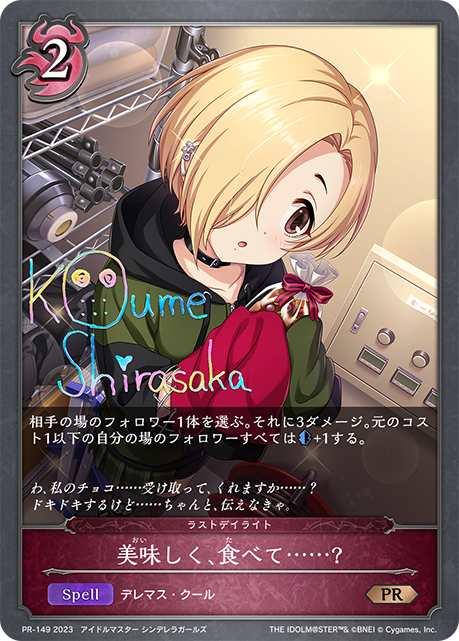 2
Koume
Shirasaka
相手の場のフォロワー1体を選ぶ。それに3ダメージ。元のコス
ト1以下の自分の場のフォロワーすべては+1する。
わ、私のチョコ……受け取って、くれますか……?
ドキドキするけど……ちゃんと、伝えなきゃ。
ラストデイライト
おい た
美味しく、食べて……?
Spell デレマス・クール PR
PR-149 2023 アイドルマスター シンデレラガールズ THE IDOLM@STER™& ©BNEI © Cygames, Inc.